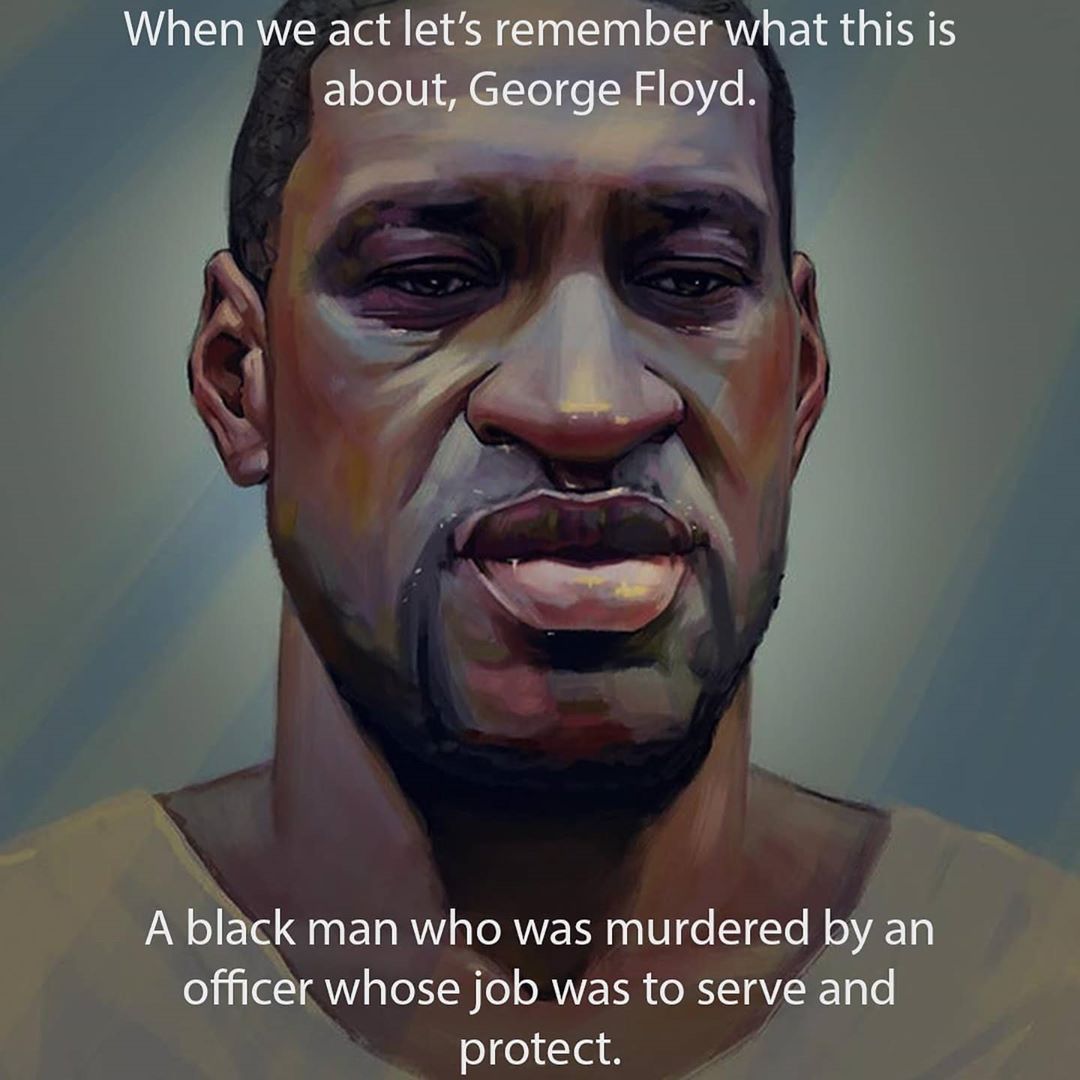 When we act let’s remember what this is
about, George Floyd.
A black man who was murdered by an
officer whose job was to serve and
protect.